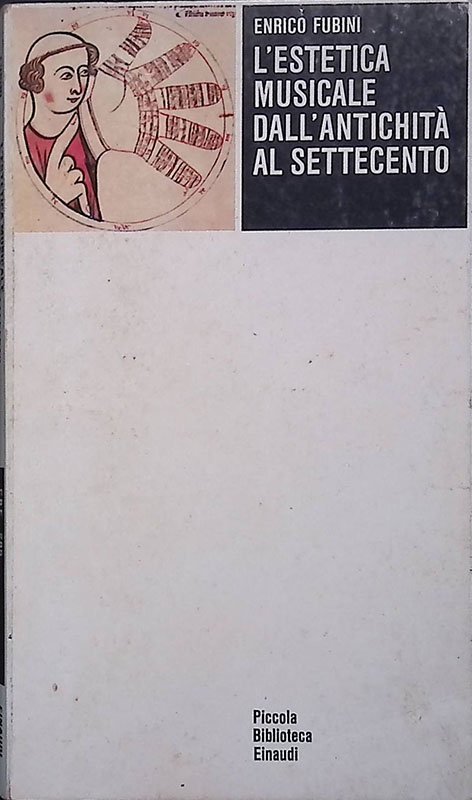 ENRICO FUBINI
L'ESTETICA
MUSICALE
DALL'ANTICHITÀ
AL SETTECENTO
Piccola
Biblioteca
Einaudi